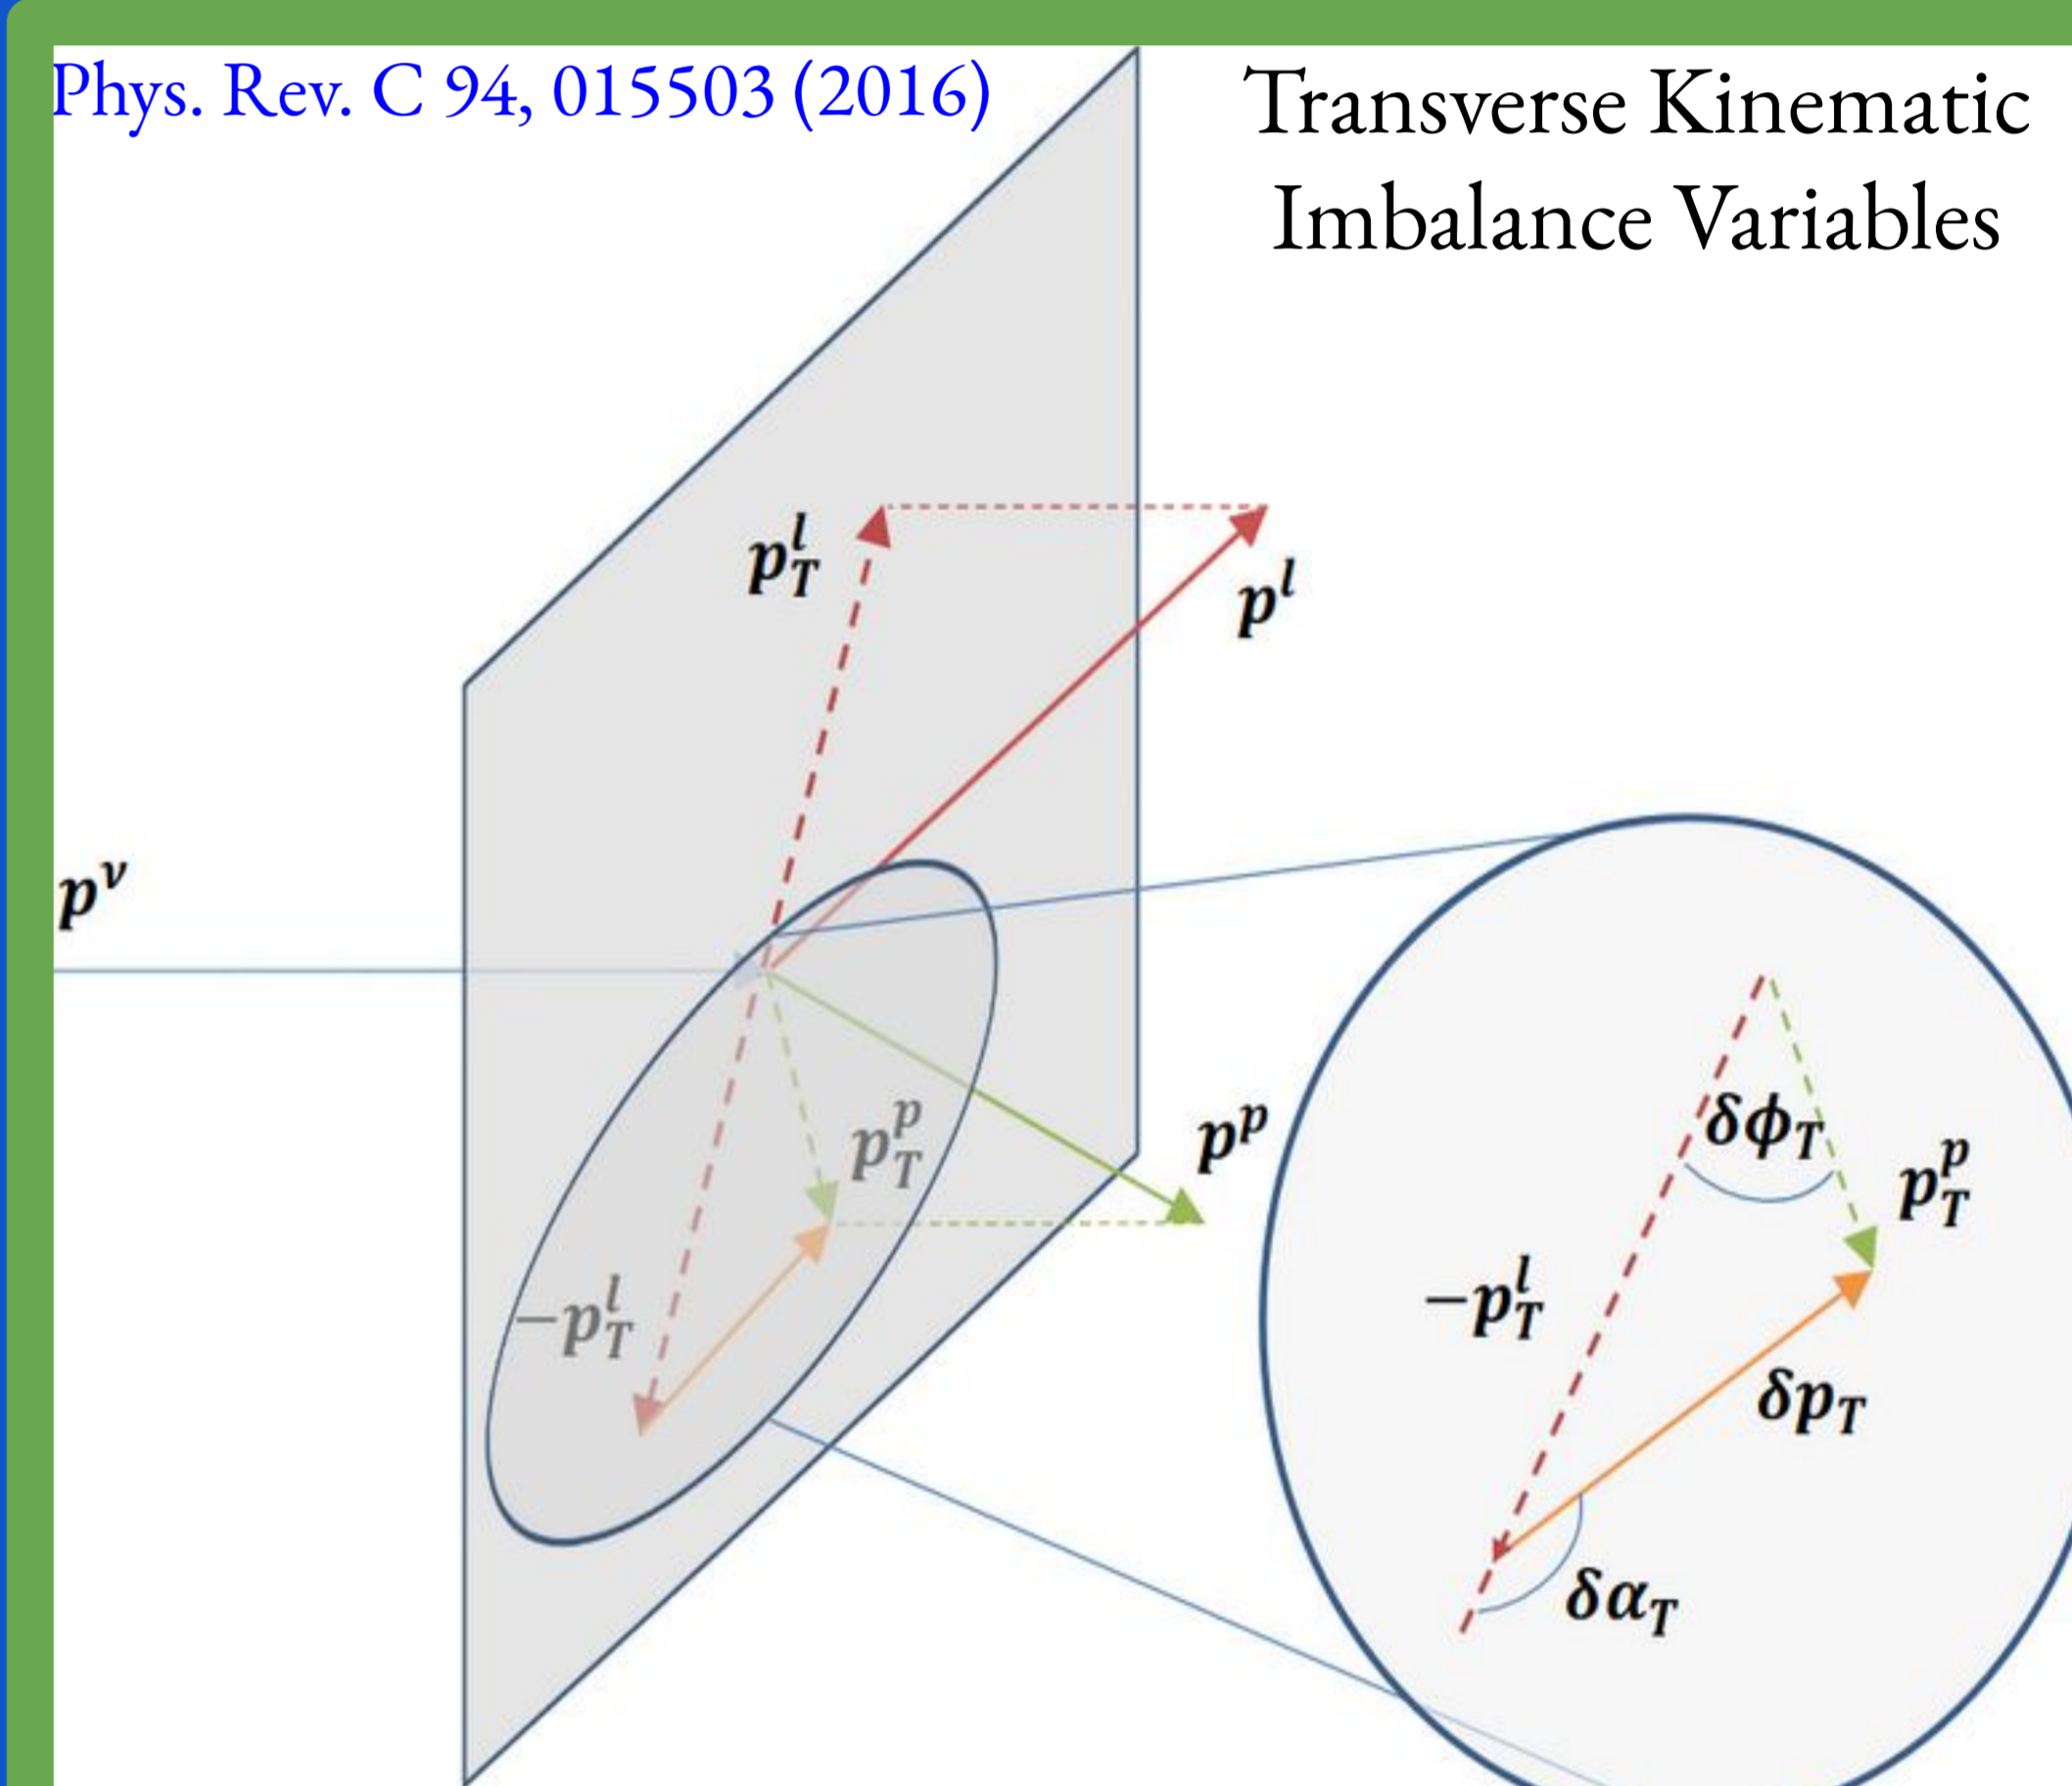 Phys. Rev. C 94, 015503 (2016)
Transverse Kinematic
Imbalance Variables
p_T^l
p^l
p^ν
p_T^p
p^p
−p_T^l
δϕ_T
p_T^p
−p_T^l
δp_T
δα_T